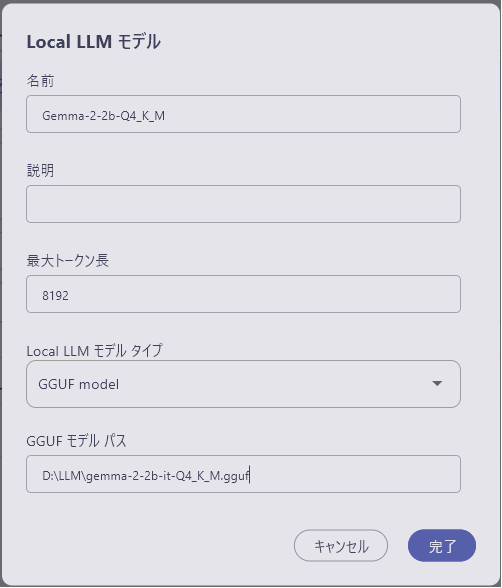 Local LLM モデル
名前
Gemma-2-2b-Q4_K_M
説明
最大トークン長
8192
Local LLM モデル タイプ
GGUF model
GGUF モデル パス
D:\LLM\gemma-2-2b-it-Q4_K_M.gguf
キャンセル 完了